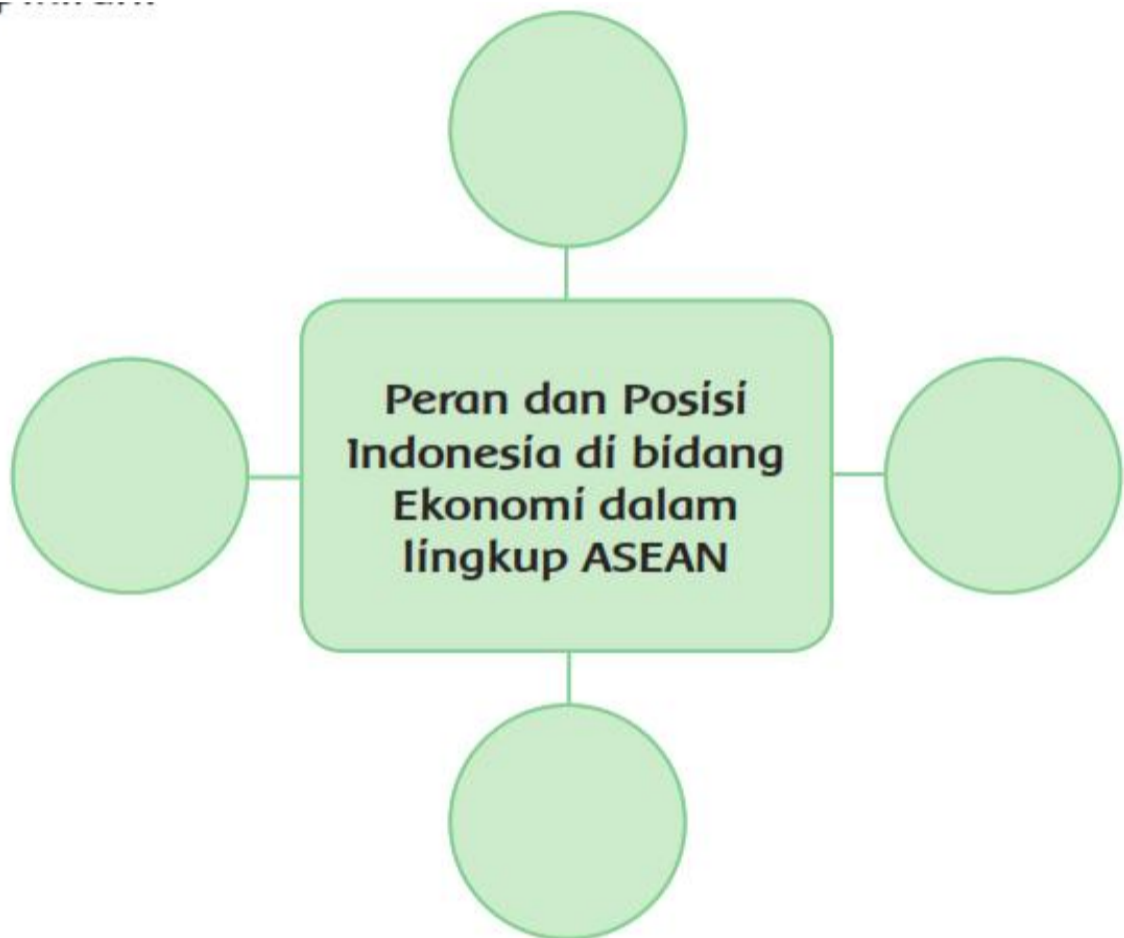 Peran dan Posisi
Indonesia di bidang
Ekonomi dalam
lingkup ASEAN